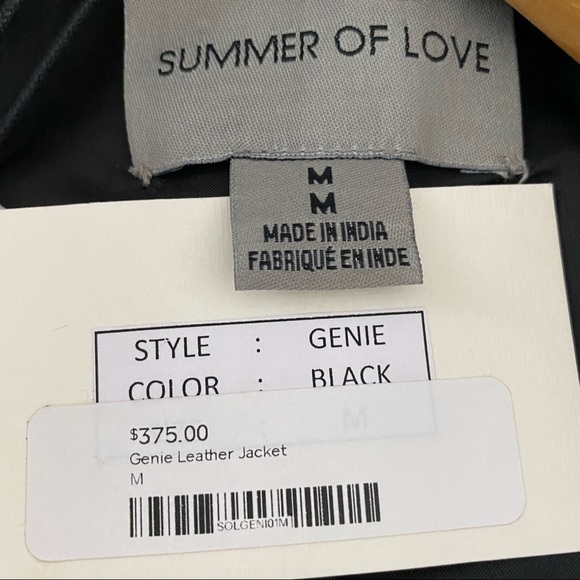 SUMMER OF LOVE
M
M
MADE IN INDIA
FABRIQUÉ EN INDE
STYLE : GENIE
COLOR : BLACK
: M
$375.00
Genie Leather Jacket
M
SOLGENI01M